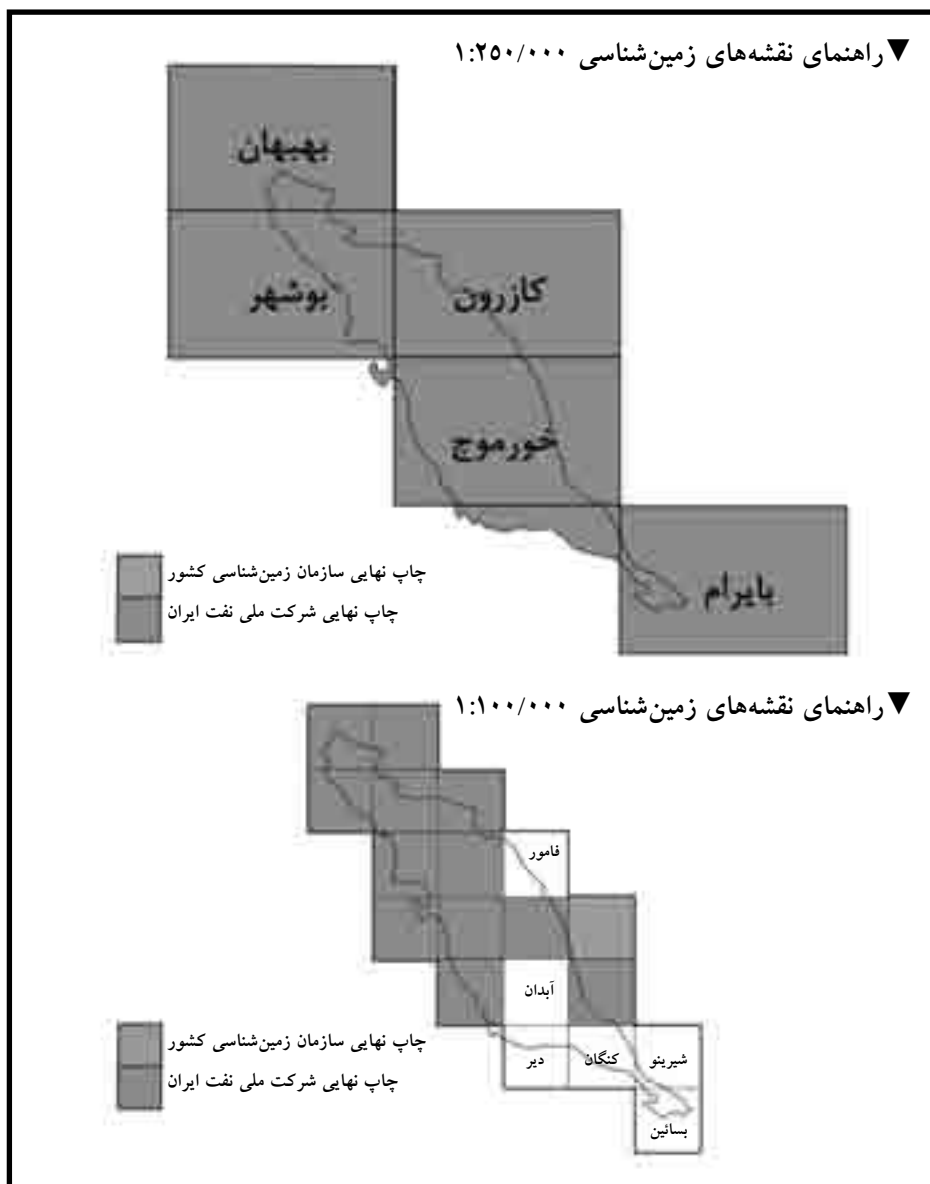 ▼راهنمای نقشه‌های زمین‌شناسی ۱:۲۵۰/۰۰۰
بهبهان
بوشهر
کازرون
خورموج
بایرام
چاپ نهایی سازمان زمین‌شناسی کشور
چاپ نهایی شرکت ملی نفت ایران
▼راهنمای نقشه‌های زمین‌شناسی ۱:۱۰۰/۰۰۰
فامور
آبدان
دیر
کنگان
شیرینو
بساتین
چاپ نهایی سازمان زمین‌شناسی کشور
چاپ نهایی شرکت ملی نفت ایران